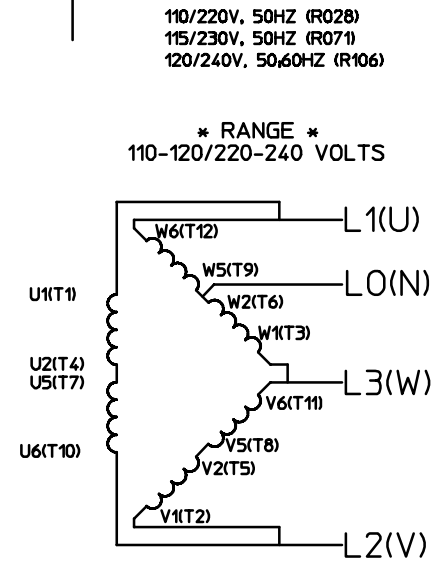 110/220V, 50HZ (R028)
115/230V, 50HZ (R071)
120/240V, 50,60HZ (R106)
* RANGE *
110-120/220-240 VOLTS
L1(U)
W6(T12)
W5(T9)
L0(N)
U1(T1)
W2(T6)
W1(T3)
U2(T4)
U5(T7)
L3(W)
V6(T11)
U6(T10)
V5(T8)
V2(T5)
V1(T2)
L2(V)